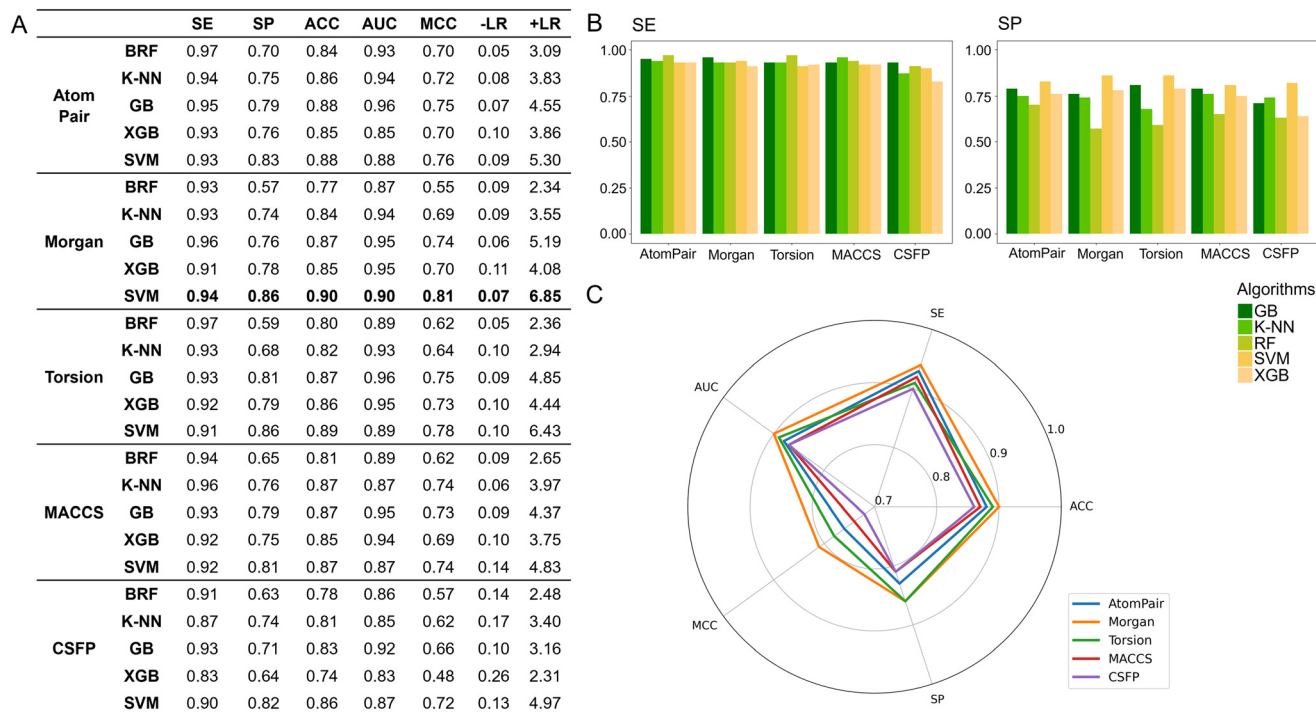 A
SE SP ACC AUC MCC -LR +LR
Atom Pair
BRF 0.97 0.70 0.84 0.93 0.70 0.05 3.09
K-NN 0.94 0.75 0.86 0.94 0.72 0.08 3.83
GB 0.95 0.79 0.88 0.96 0.75 0.07 4.55
XGB 0.93 0.76 0.85 0.85 0.70 0.10 3.86
SVM 0.93 0.83 0.88 0.88 0.76 0.09 5.30
Morgan
BRF 0.93 0.57 0.77 0.87 0.55 0.09 2.34
K-NN 0.93 0.74 0.84 0.94 0.69 0.09 3.55
GB 0.96 0.76 0.87 0.95 0.74 0.06 5.19
XGB 0.91 0.78 0.85 0.95 0.70 0.11 4.08
SVM 0.94 0.86 0.90 0.90 0.81 0.07 6.85
Torsion
BRF 0.97 0.59 0.80 0.89 0.62 0.05 2.36
K-NN 0.93 0.68 0.82 0.93 0.64 0.10 2.94
GB 0.93 0.81 0.87 0.96 0.75 0.09 4.85
XGB 0.92 0.79 0.86 0.95 0.73 0.10 4.44
SVM 0.91 0.86 0.89 0.89 0.78 0.10 6.43
MACCS
BRF 0.94 0.65 0.81 0.89 0.62 0.09 2.65
K-NN 0.96 0.76 0.87 0.87 0.74 0.06 3.97
GB 0.93 0.79 0.87 0.95 0.73 0.09 4.37
XGB 0.92 0.75 0.85 0.94 0.69 0.10 3.75
SVM 0.92 0.81 0.87 0.87 0.74 0.14 4.83
CSFP
BRF 0.91 0.63 0.78 0.86 0.57 0.14 2.48
K-NN 0.87 0.74 0.81 0.85 0.62 0.17 3.40
GB 0.93 0.71 0.83 0.92 0.66 0.10 3.16
XGB 0.83 0.64 0.74 0.83 0.48 0.26 2.31
SVM 0.90 0.82 0.86 0.87 0.72 0.13 4.97
B
SE
1.00
0.75
0.50
0.25
0.00
AtomPair Morgan Torsion MACCS CSFP
SP
1.00
0.75
0.50
0.25
0.00
AtomPair Morgan Torsion MACCS CSFP
Algorithms
GB
K-NN
RF
SVM
XGB
C
SE
AUC
1.0
0.9
0.8
0.7
ACC
MCC
SP
AtomPair
Morgan
Torsion
MACCS
CSFP